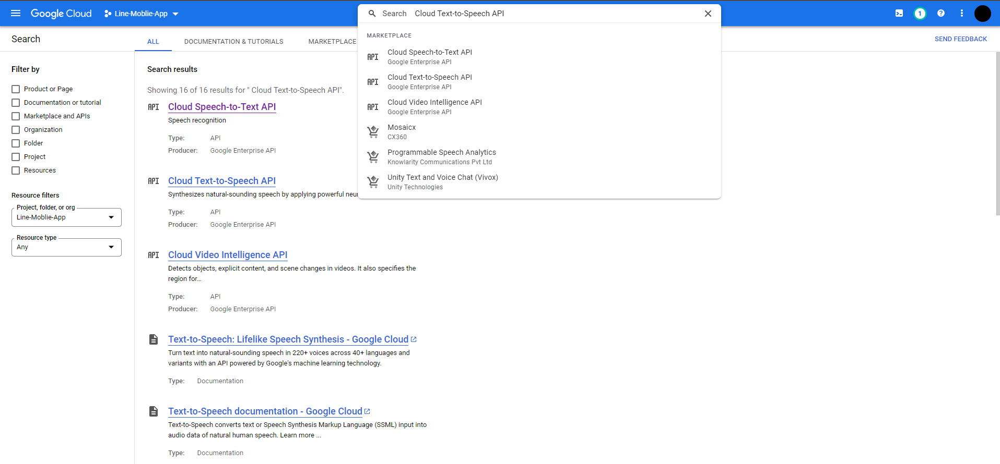 Google Cloud
Line-Moblie-App
Search Cloud Text-to-Speech API
1
Search
ALL
DOCUMENTATION & TUTORIALS
MARKETPLACE
SEND FEEDBACK
MARKETPLACE
API
Cloud Speech-to-Text API
Google Enterprise API
API
Cloud Text-to-Speech API
Google Enterprise API
API
Cloud Video Intelligence API
Google Enterprise API
Mosaicx
CX360
Programmable Speech Analytics
Knowlarity Communications Pvt Ltd
Unity Text and Voice Chat (Vivox)
Unity Technologies
Filter by
Product or Page
Documentation or tutorial
Marketplace and APIs
Organization
Folder
Project
Resources
Resource filters
Project, folder, or org
Line-Moblie-App
Resource type
Any
Search results
Showing 16 of 16 results for " Cloud Text-to-Speech API".
API
Cloud Speech-to-Text API
Speech recognition
Type: API
Producer: Google Enterprise API
API
Cloud Text-to-Speech API
Synthesizes natural-sounding speech by applying powerful neu
Type: API
Producer: Google Enterprise API
API
Cloud Video Intelligence API
Detects objects, explicit content, and scene changes in videos. It also specifies the
region for...
Type: API
Producer: Google Enterprise API
Text-to-Speech: Lifelike Speech Synthesis - Google Cloud
Turn text into natural-sounding speech in 220+ voices across 40+ languages and
variants with an API powered by Google's machine learning technology.
Type: Documentation
Text-to-Speech documentation - Google Cloud
Text-to-Speech converts text or Speech Synthesis Markup Language (SSML) input into
audio data of natural human speech. Learn more ...
Type: Documentation